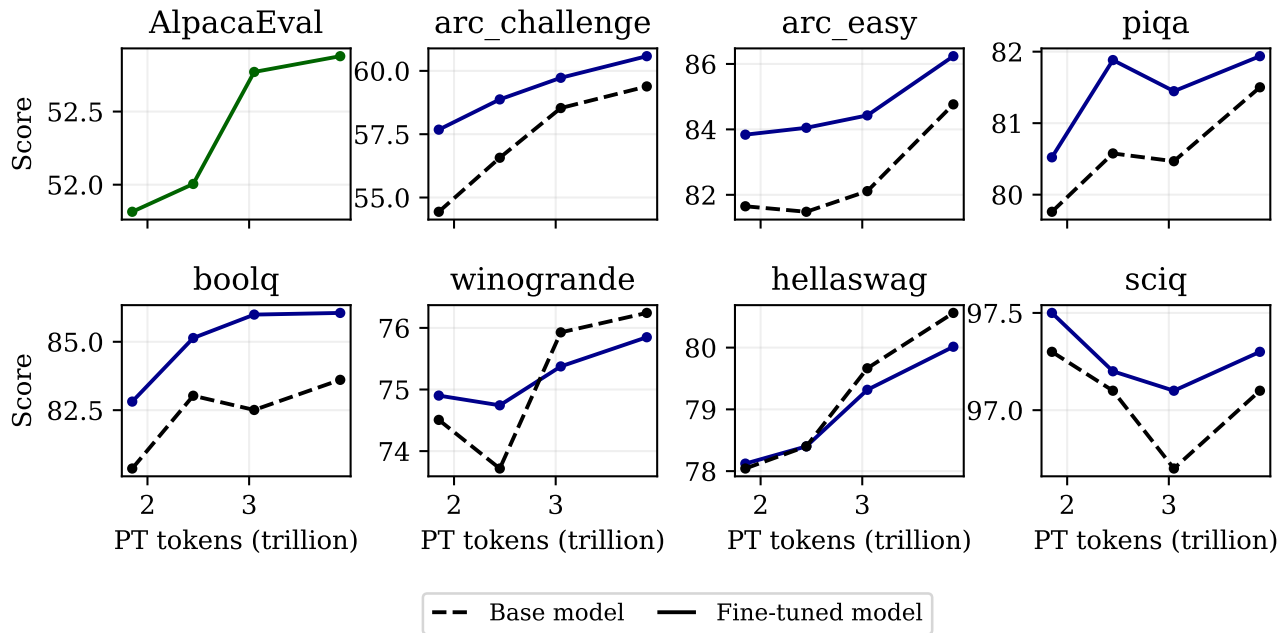 AlpacaEval
arc_challenge
arc_easy
piqa
Score
52.5
52.0
60.0
57.5
55.0
86
84
82
82
81
80
boolq
winogrande
hellaswag
sciq
Score
85.0
82.5
76
75
74
80
79
78
97.5
97.0
2 3
2 3
2 3
2 3
PT tokens (trillion)
PT tokens (trillion)
PT tokens (trillion)
PT tokens (trillion)
Base model
Fine-tuned model